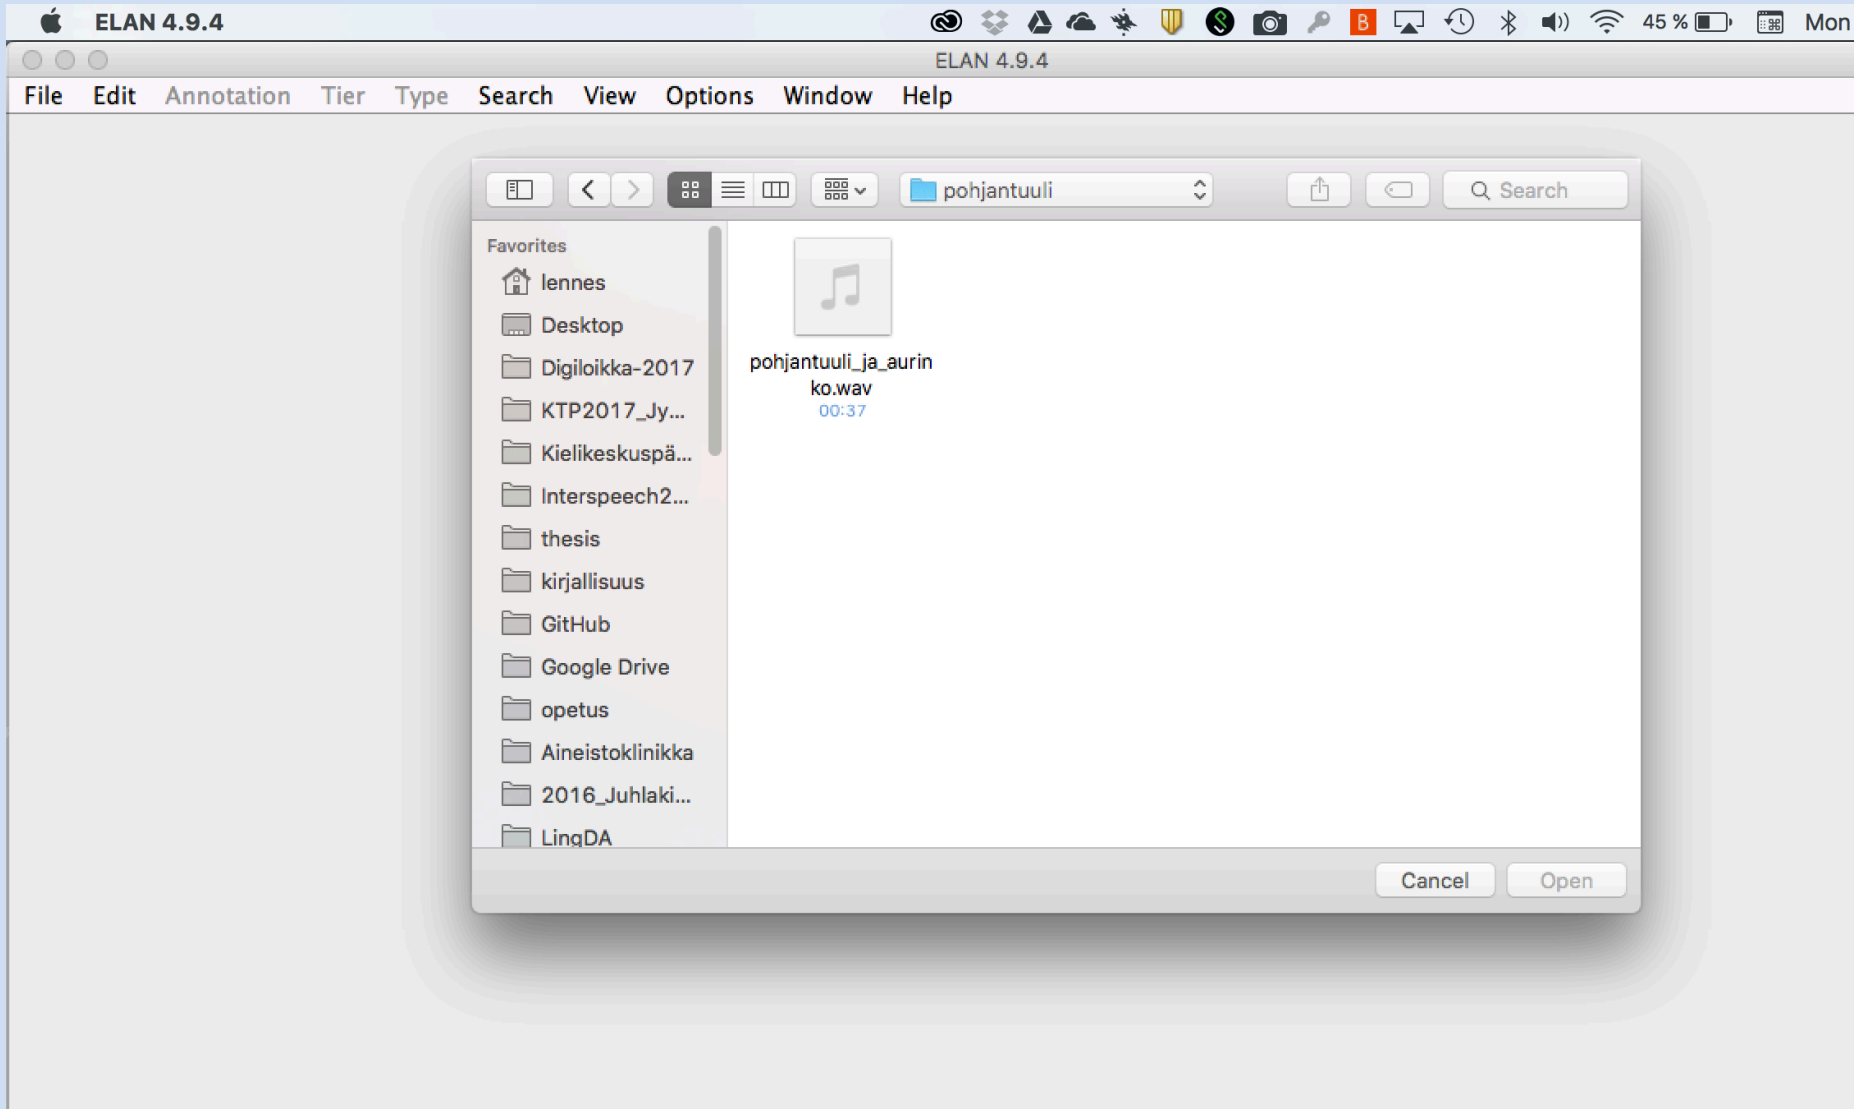 ELAN 4.9.4
45 % Mon
ELAN 4.9.4
File Edit Annotation Tier Type Search View Options Window Help
pohjantuuli
Search
Favorites
lennes
Desktop
Digiloikka-2017
KTP2017_Jy...
Kielikeskuspä...
Interspeech2...
thesis
kirjallisuus
GitHub
Google Drive
opetus
Aineistoklinikka
2016_Juhlaki...
LingDA
pohjantuuli_ja_aurin
ko.wav
00:37
Cancel Open